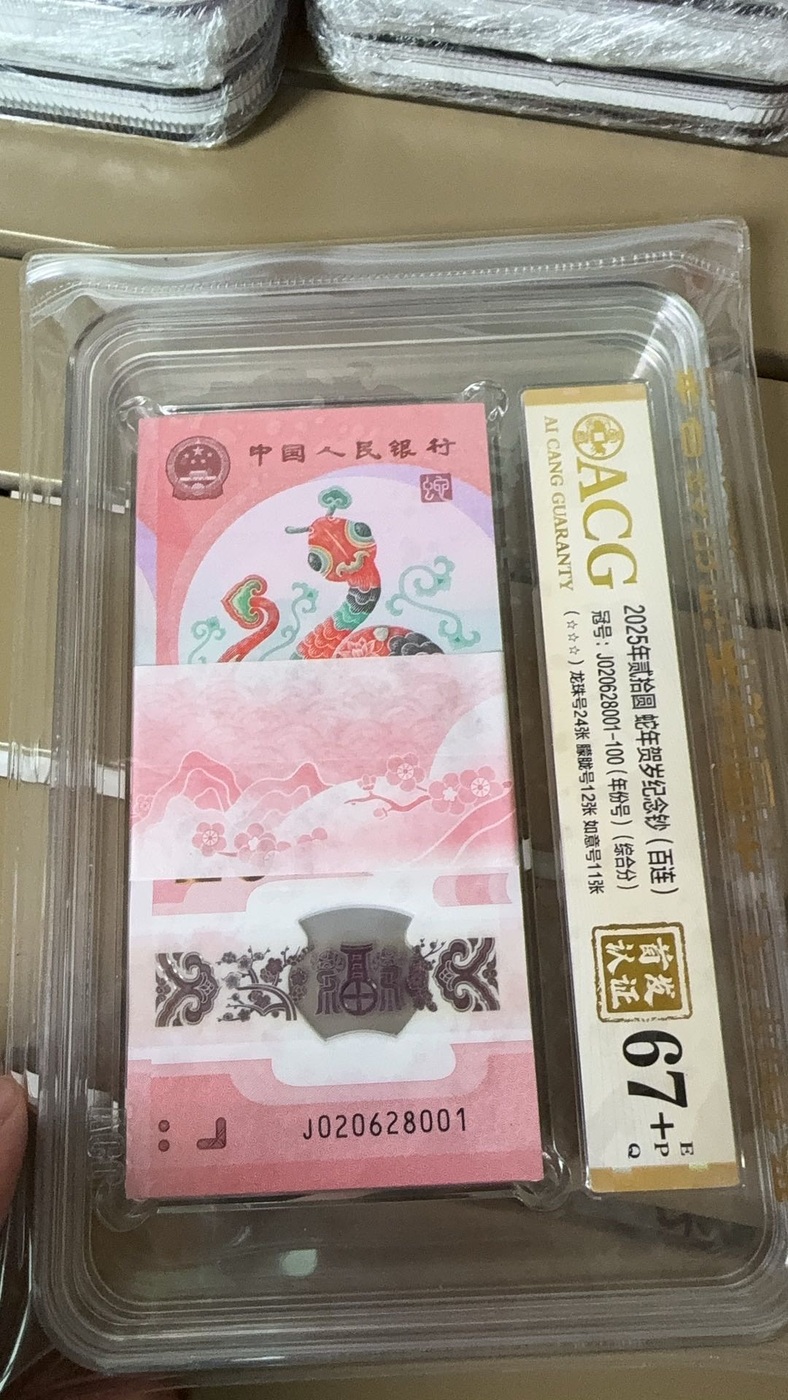 中国人民银行
蛇
J020628001
ACG
AI CANG GUARANTY
2025年贰拾圆 蛇年贺岁纪念钞（百连）
冠号：J020628001-100（年份号）（综合分）
（☆☆☆）龙珠号24张 朦胧号12张 如意号11张
首发
认证
67+
E
P
Q